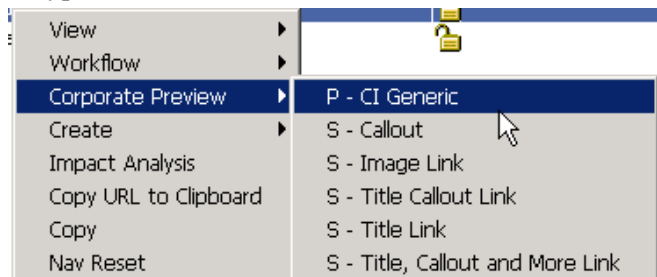 View
Workflow
Corporate Preview
Create
Impact Analysis
Copy URL to Clipboard
Copy
Nav Reset
P - CI Generic
S - Callout
S - Image Link
S - Title Callout Link
S - Title Link
S - Title, Callout and More Link